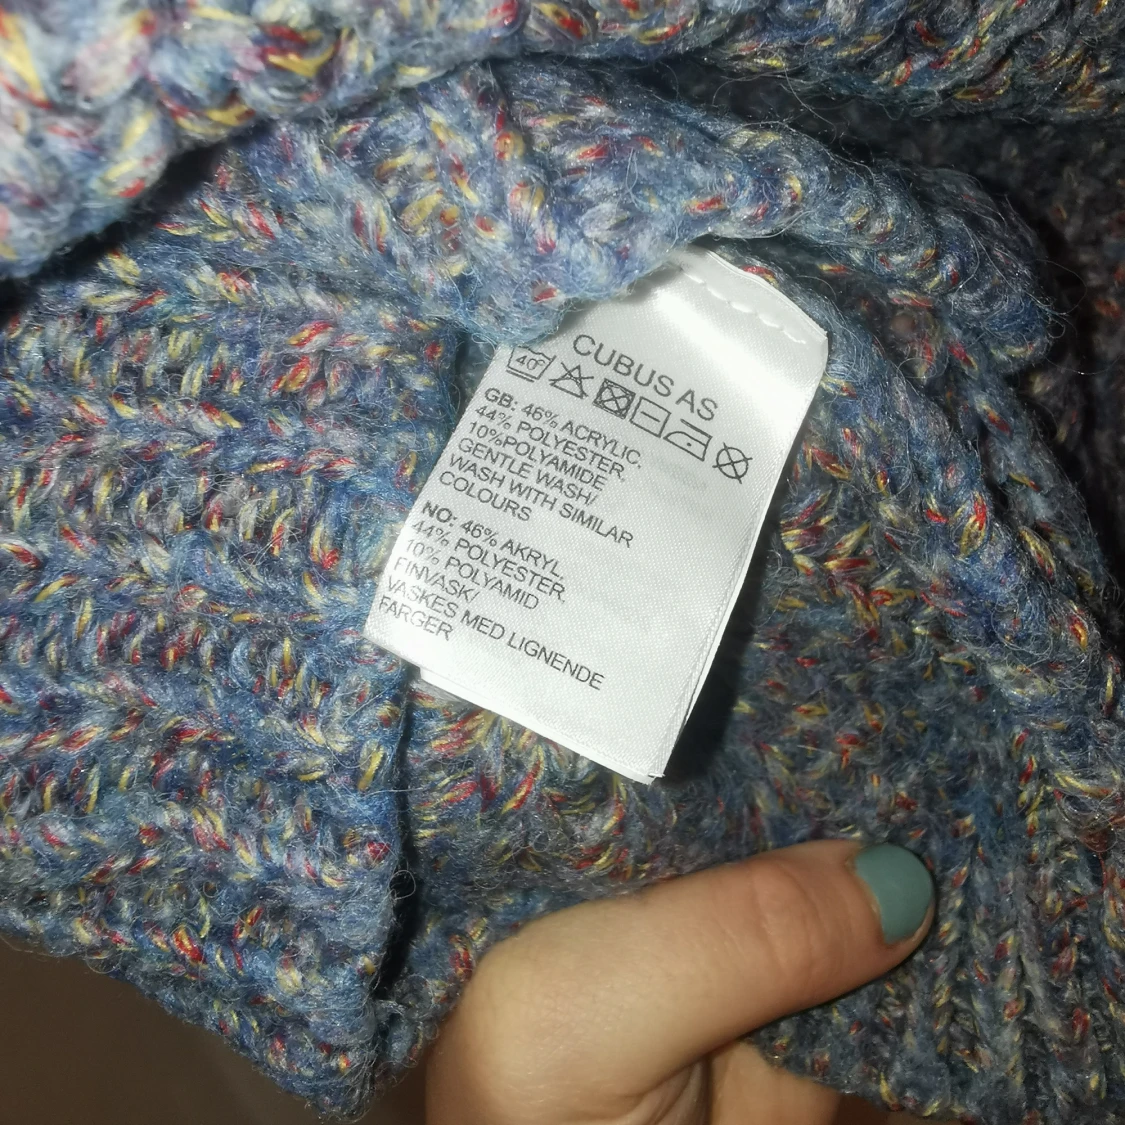 CUBUS AS
40°
GB: 46% ACRYLIC,
44% POLYESTER,
10%POLYAMIDE
GENTLE WASH/
WASH WITH SIMILAR
COLOURS
NO: 46% AKRYL,
44% POLYESTER,
10% POLYAMID
FINVASK/
VASKES MED LIGNENDE
FARGER